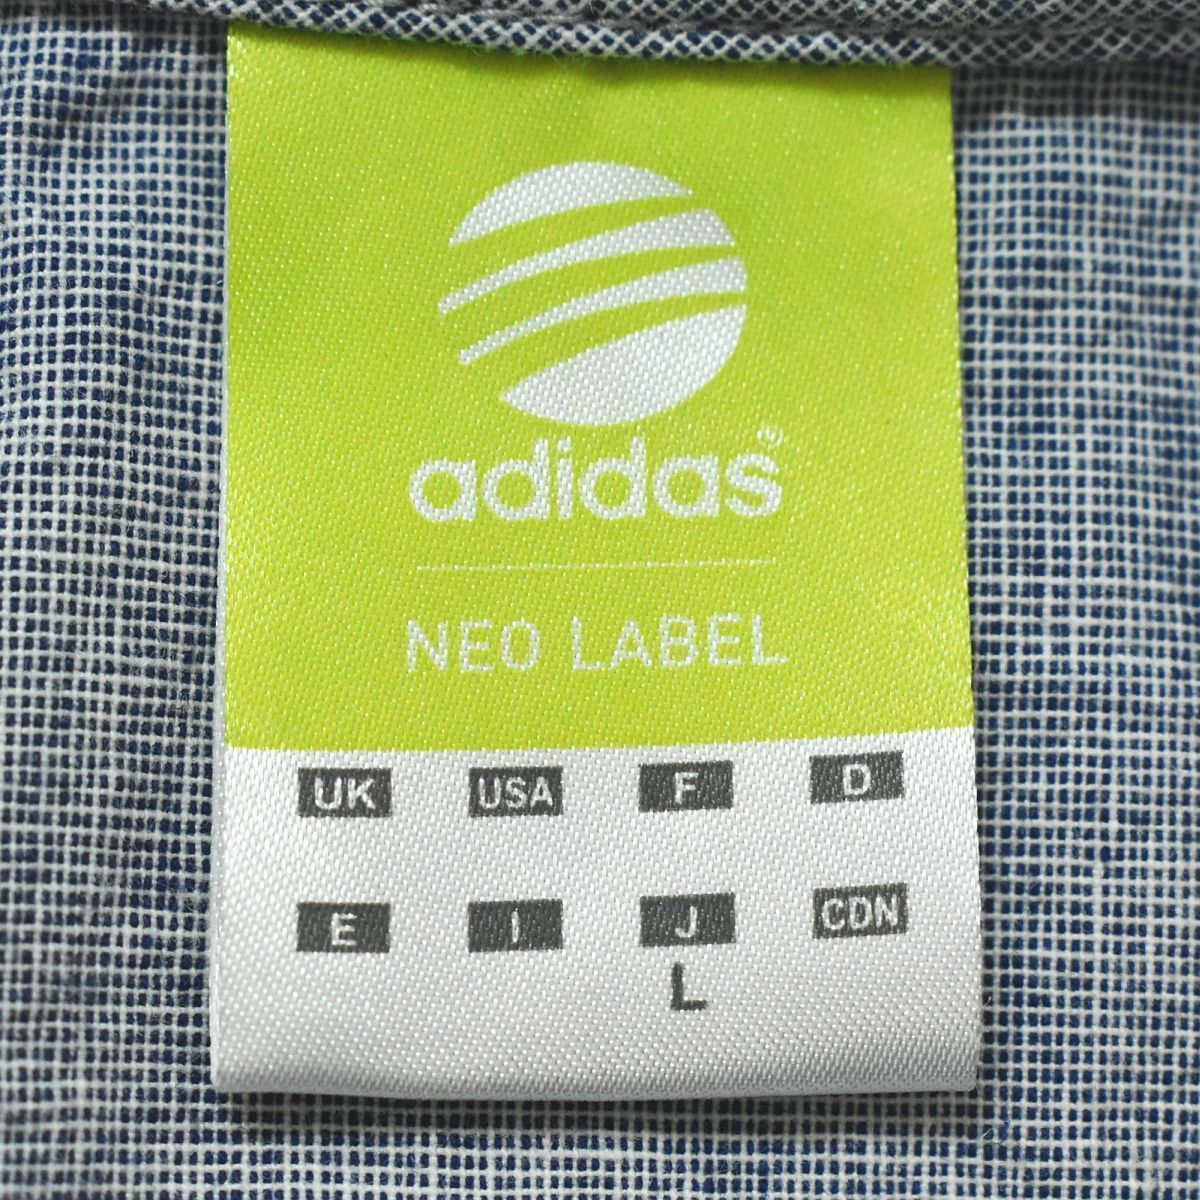 adidas
NEO LABEL
UK USA F D
E I J CDN
L